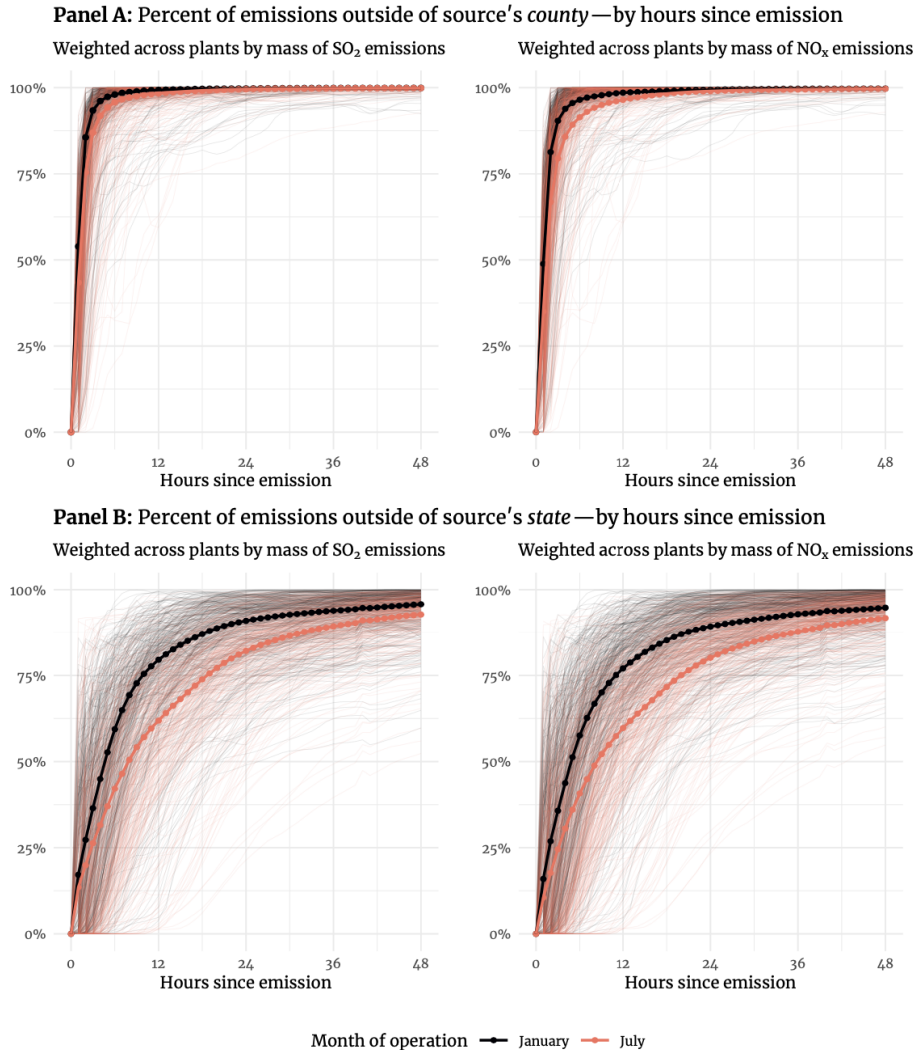 Panel A: Percent of emissions outside of source's county—by hours since emission
Weighted across plants by mass of SO₂ emissions
Weighted across plants by mass of NOₓ emissions
100%
75%
50%
25%
0%
0 12 24 36 48
Hours since emission
100%
75%
50%
25%
0%
0 12 24 36 48
Hours since emission
Panel B: Percent of emissions outside of source's state—by hours since emission
Weighted across plants by mass of SO₂ emissions
Weighted across plants by mass of NOₓ emissions
100%
75%
50%
25%
0%
0 12 24 36 48
Hours since emission
100%
75%
50%
25%
0%
0 12 24 36 48
Hours since emission
Month of operation January July